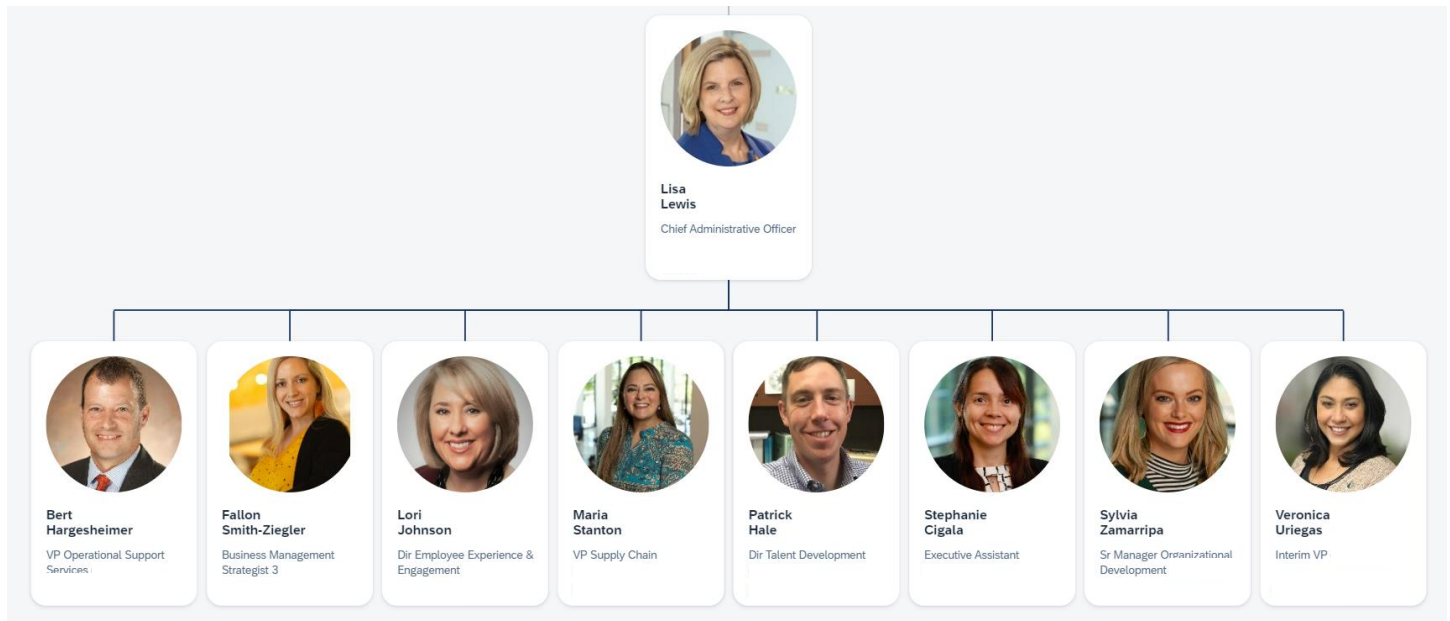 Lisa
Lewis
Chief Administrative Officer
Bert
Hargesheimer
VP Operational Support
Services
Fallon
Smith-Ziegler
Business Management
Strategist 3
Lori
Johnson
Dir Employee Experience &
Engagement
Maria
Stanton
VP Supply Chain
Patrick
Hale
Dir Talent Development
Stephanie
Cigala
Executive Assistant
Sylvia
Zamarripa
Sr Manager Organizational
Development
Veronica
Uriegas
Interim VP